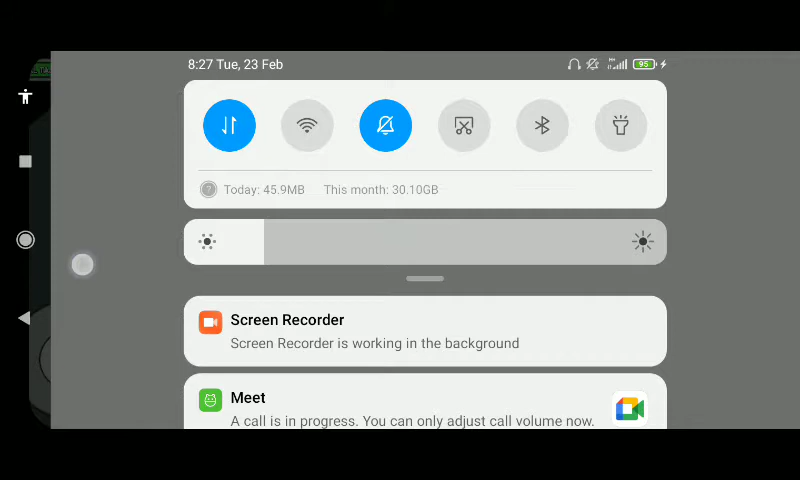 8:27 Tue, 23 Feb
95
Today: 45.9MB This month: 30.10GB
Screen Recorder
Screen Recorder is working in the background
Meet
A call is in progress. You can only adjust call volume now.